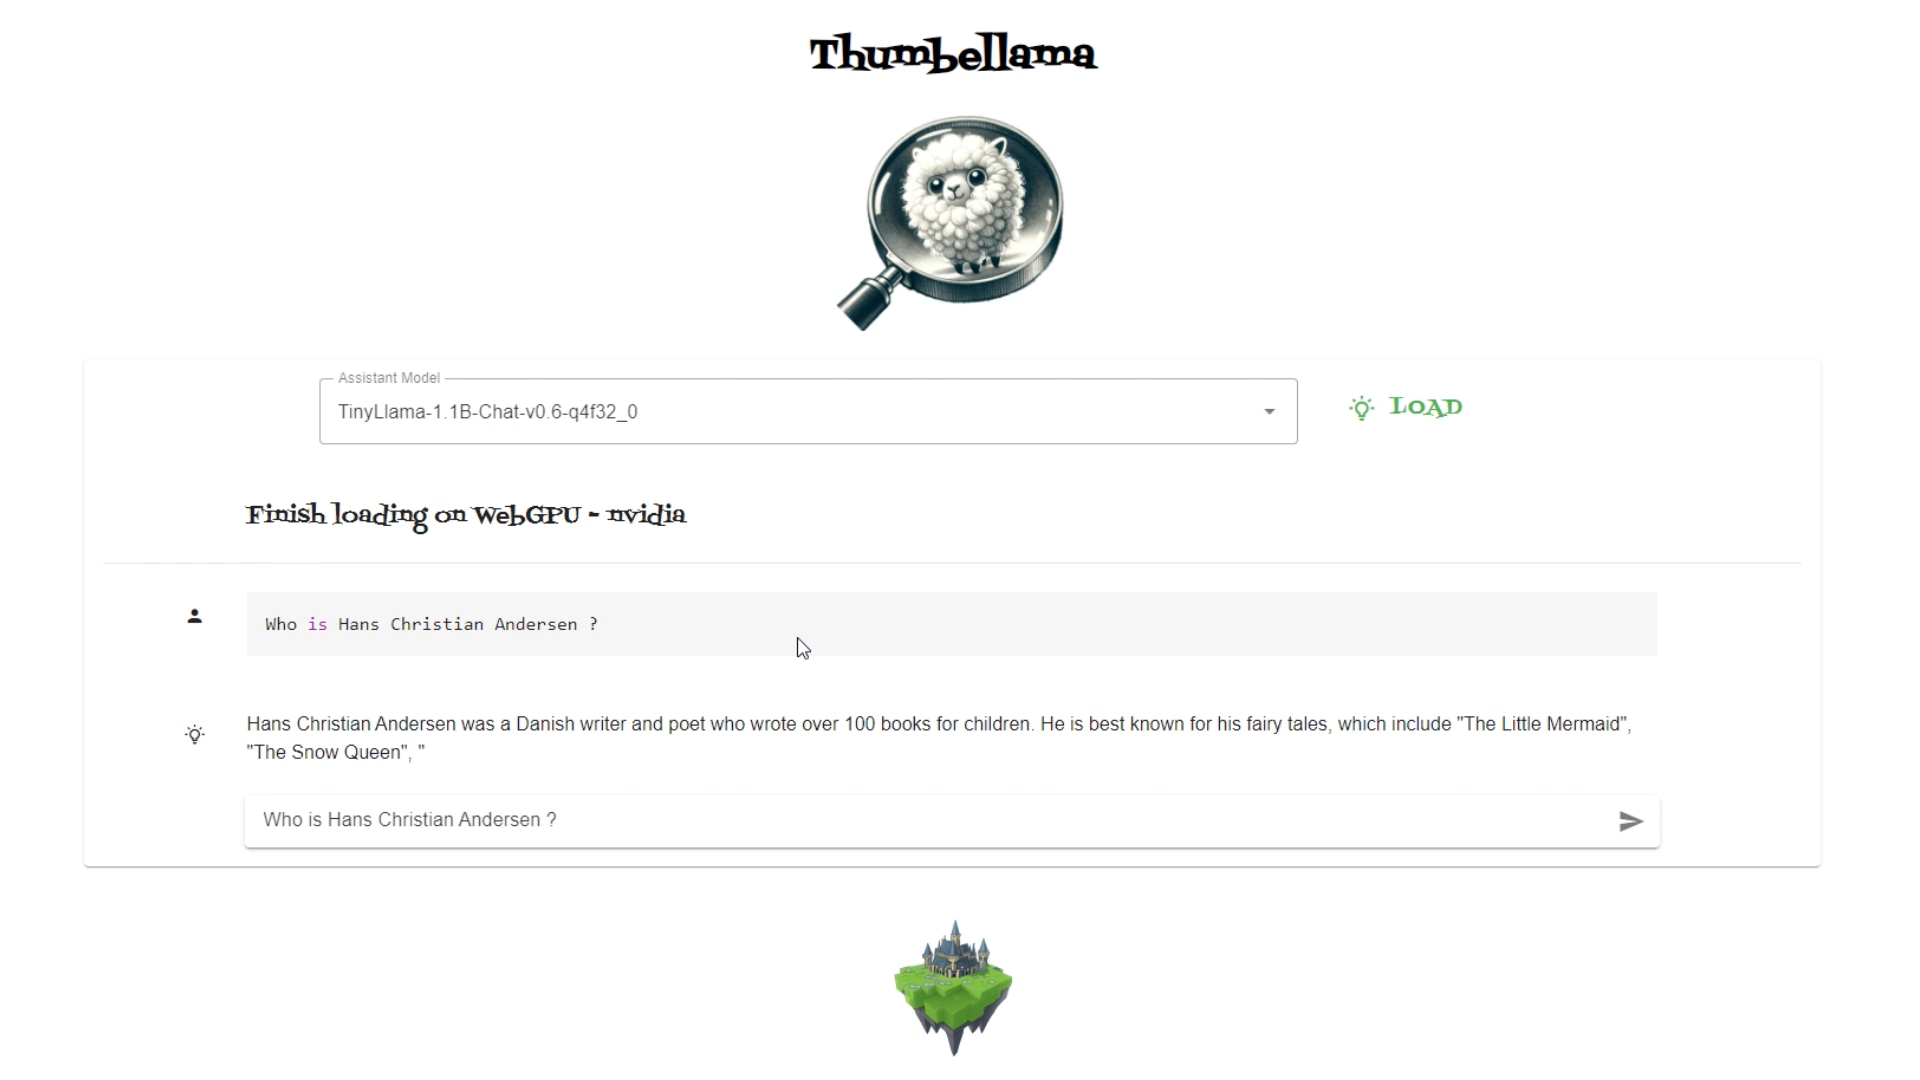 Thumbellama
Assistant Model
TinyLlama-1.1B-Chat-v0.6-q4f32_0
LOAD
Finish loading on WebGPU - nvidia
Who is Hans Christian Andersen ?
Hans Christian Andersen was a Danish writer and poet who wrote over 100 books for children. He is best known for his fairy tales, which include "The Little Mermaid",
"The Snow Queen", "
Who is Hans Christian Andersen ?